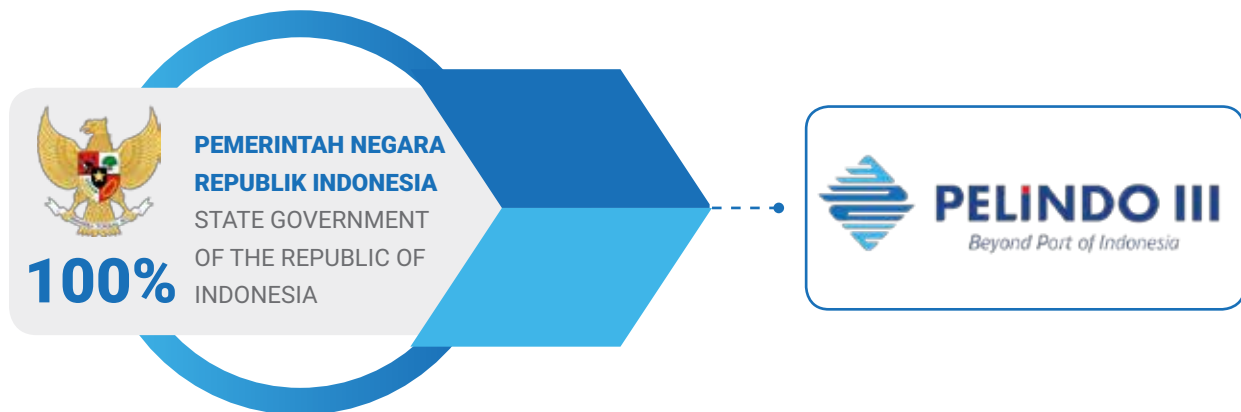 PEMERINTAH NEGARA
REPUBLIK INDONESIA
STATE GOVERNMENT
OF THE REPUBLIC OF
INDONESIA
100%
PELINDO III
Beyond Port of Indonesia